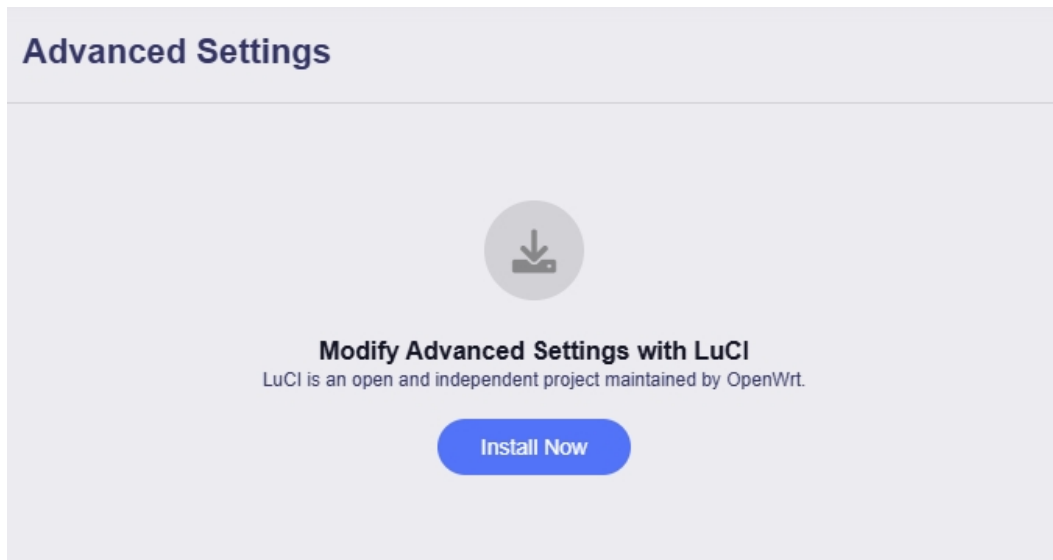 Advanced Settings
Modify Advanced Settings with LuCI
LuCI is an open and independent project maintained by OpenWrt.
Install Now